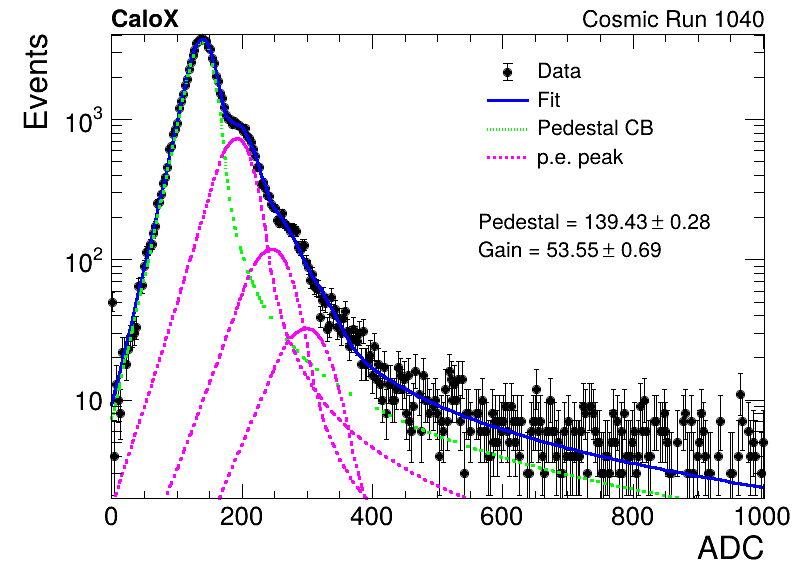 CaloX Cosmic Run 1040
Events
Data
Fit
Pedestal CB
p.e. peak
Pedestal = 139.43 ± 0.28
Gain = 53.55 ± 0.69
10³
10²
10
0 200 400 600 800 1000
ADC